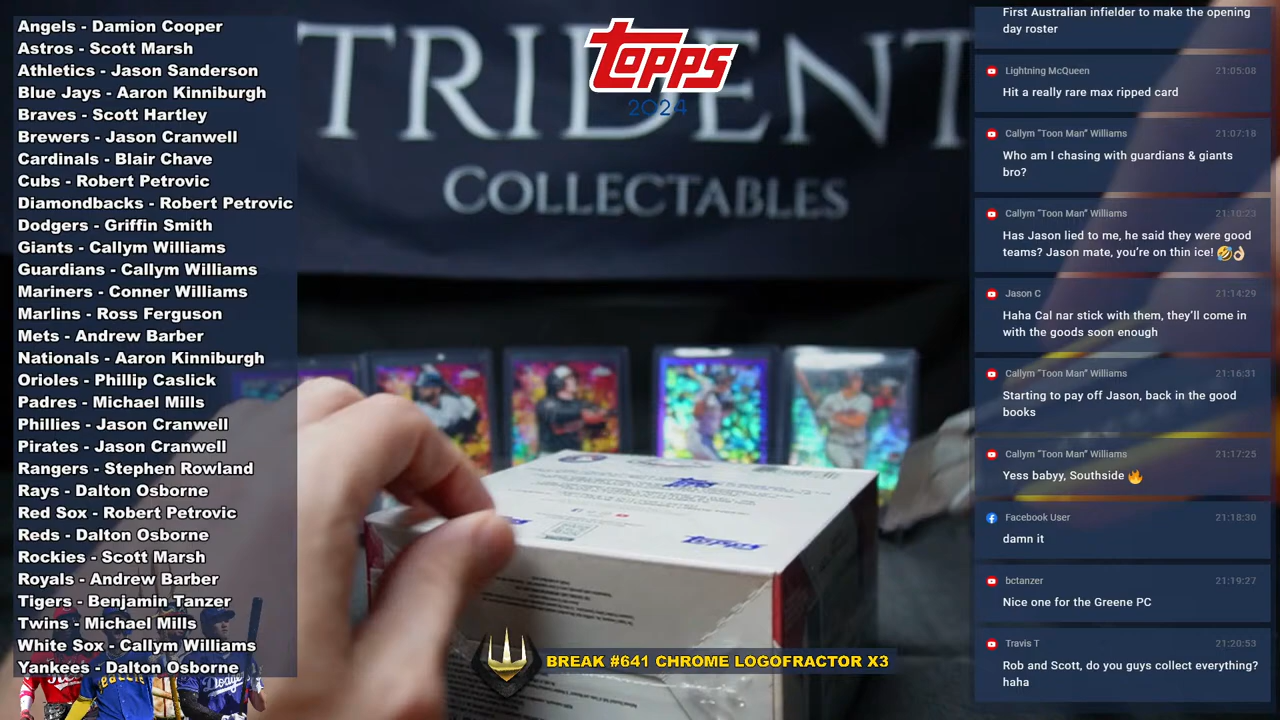 Angels - Damion Cooper
Astros - Scott Marsh
Athletics - Jason Sanderson
Blue Jays - Aaron Kinniburgh
Braves - Scott Hartley
Brewers - Jason Cranwell
Cardinals - Blair Chave
Cubs - Robert Petrovic
Diamondbacks - Robert Petrovic
Dodgers - Griffin Smith
Giants - Callym Williams
Guardians - Callym Williams
Mariners - Conner Williams
Marlins - Ross Ferguson
Mets - Andrew Barber
Nationals - Aaron Kinniburgh
Orioles - Phillip Caslick
Padres - Michael Mills
Phillies - Jason Cranwell
Pirates - Jason Cranwell
Rangers - Stephen Rowland
Rays - Dalton Osborne
Red Sox - Robert Petrovic
Reds - Dalton Osborne
Rockies - Scott Marsh
Royals - Andrew Barber
Tigers - Benjamin Tanzer
Twins - Michael Mills
White Sox - Callym Williams
Yankees - Dalton Osborne
TRIDENT
COLLECTABLES
Topps
2024
topps
BREAK #641 CHROME LOGOFRACTOR X3
First Australian infielder to make the opening
day roster
Lightning McQueen 21:05:08
Hit a really rare max ripped card
Callym “Toon Man” Williams 21:07:18
Who am I chasing with guardians & giants
bro?
Callym “Toon Man” Williams 21:10:23
Has Jason lied to me, he said they were good
teams? Jason mate, you’re on thin ice! 🤣👌
Jason C 21:14:29
Haha Cal nar stick with them, they’ll come in
with the goods soon enough
Callym “Toon Man” Williams 21:16:31
Starting to pay off Jason, back in the good
books
Callym “Toon Man” Williams 21:17:25
Yess babyy, Southside 🔥
Facebook User 21:18:30
damn it
bctanzer 21:19:27
Nice one for the Greene PC
Travis T 21:20:53
Rob and Scott, do you guys collect everything?
haha